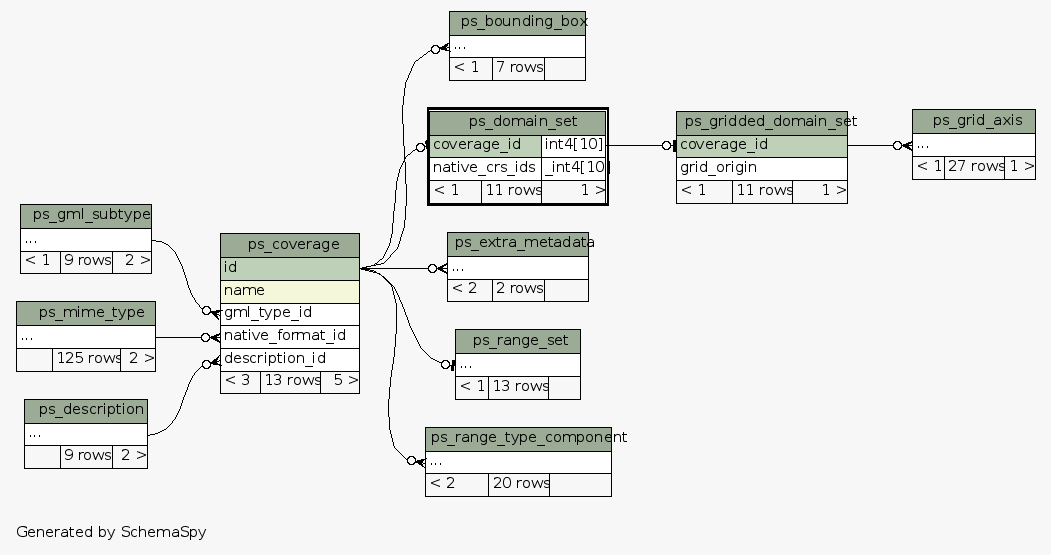 ps_bounding_box
...
< 1 7 rows
ps_domain_set
coverage_id int4[10]
native_crs_ids _int4[10]
< 1 11 rows 1 >
ps_gridded_domain_set
coverage_id
grid_origin
< 1 11 rows 1 >
ps_grid_axis
...
< 1 27 rows 1 >
ps_gml_subtype
...
< 1 9 rows 2 >
ps_mime_type
...
125 rows 2 >
ps_description
...
9 rows 2 >
ps_coverage
id
name
gml_type_id
native_format_id
description_id
< 3 13 rows 5 >
ps_extra_metadata
...
< 2 2 rows
ps_range_set
...
< 1 13 rows
ps_range_type_component
...
< 2 20 rows
Generated by SchemaSpy